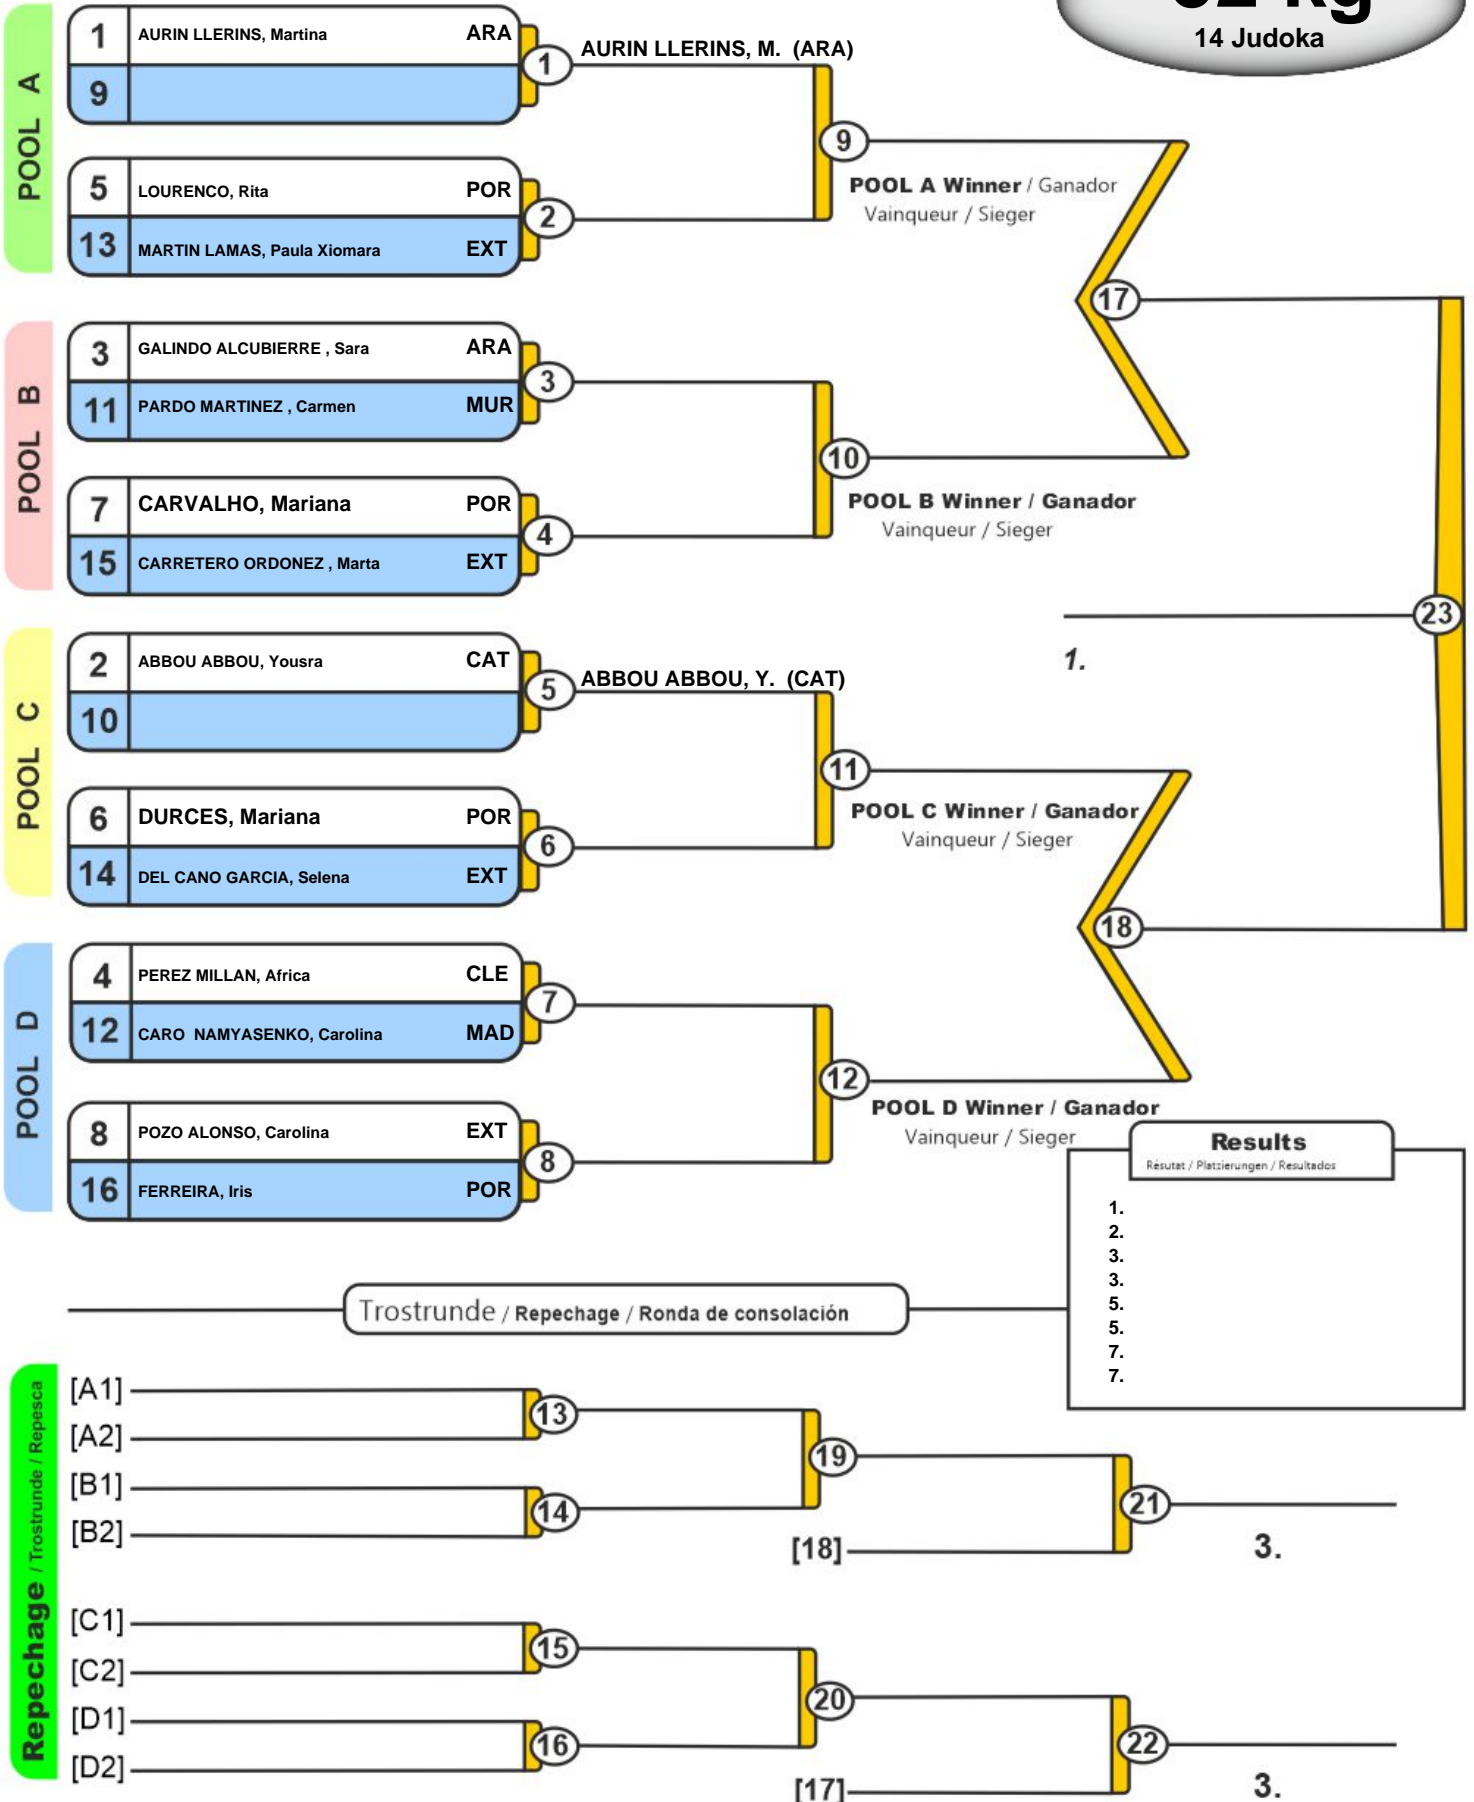 kg
14 Judoka
POOL A
1 AURIN LLERINS, Martina ARA
9
1 AURIN LLERINS, M. (ARA)
5 LOURENCO, Rita POR
13 MARTIN LAMAS, Paula Xiomara EXT
2
9
POOL A Winner / Ganador
Vainqueur / Sieger
17
POOL B
3 GALINDO ALCUBIERRE , Sara ARA
11 PARDO MARTINEZ , Carmen MUR
3
7 CARVALHO, Mariana POR
15 CARRETERO ORDONEZ , Marta EXT
4
10
POOL B Winner / Ganador
Vainqueur / Sieger
23
1.
POOL C
2 ABBOU ABBOU, Yousra CAT
10
5 ABBOU ABBOU, Y. (CAT)
6 DURCES, Mariana POR
14 DEL CANO GARCIA, Selena EXT
6
11
POOL C Winner / Ganador
Vainqueur / Sieger
18
POOL D
4 PEREZ MILLAN, Africa CLE
12 CARO NAMYASENKO, Carolina MAD
7
8 POZO ALONSO, Carolina EXT
16 FERREIRA, Iris POR
8
12
POOL D Winner / Ganador
Vainqueur / Sieger
Results
Résutat / Platzierungen / Resultados
1.
2.
3.
3.
5.
5.
7.
7.
Trostrunde / Repechage / Ronda de consolación
Repechage / Trostrunde / Repesca
[A1]
[A2]
13
[B1]
[B2]
14
19
[18]
21
3.
[C1]
[C2]
15
[D1]
[D2]
16
20
[17]
22
3.